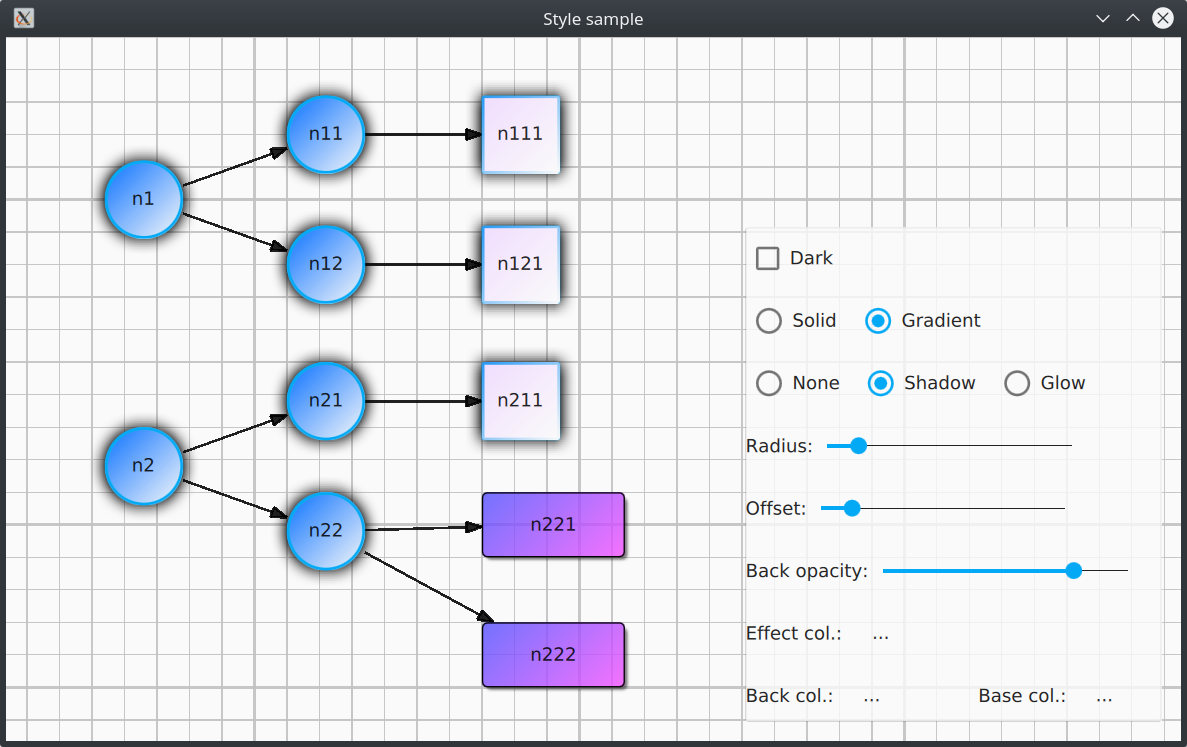 Style sample
n11
n111
n1
n12
n121
n21
n211
n2
n22
n221
n222
Dark
Solid Gradient
None Shadow Glow
Radius:
Offset:
Back opacity:
Effect col.: ...
Back col.: ... Base col.: ...